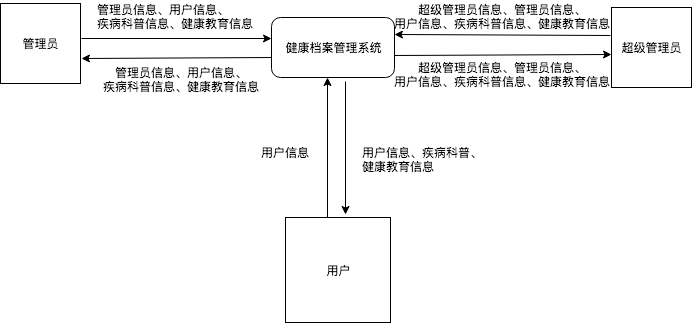 管理员信息、用户信息、
疾病科普信息、健康教育信息
超级管理员信息、管理员信息、
用户信息、疾病科普信息、健康教育信息
管理员
健康档案管理系统
超级管理员
管理员信息、用户信息、
疾病科普信息、健康教育信息
超级管理员信息、管理员信息、
用户信息、疾病科普信息、健康教育信息
用户信息
用户信息、疾病科普、
健康教育信息
用户